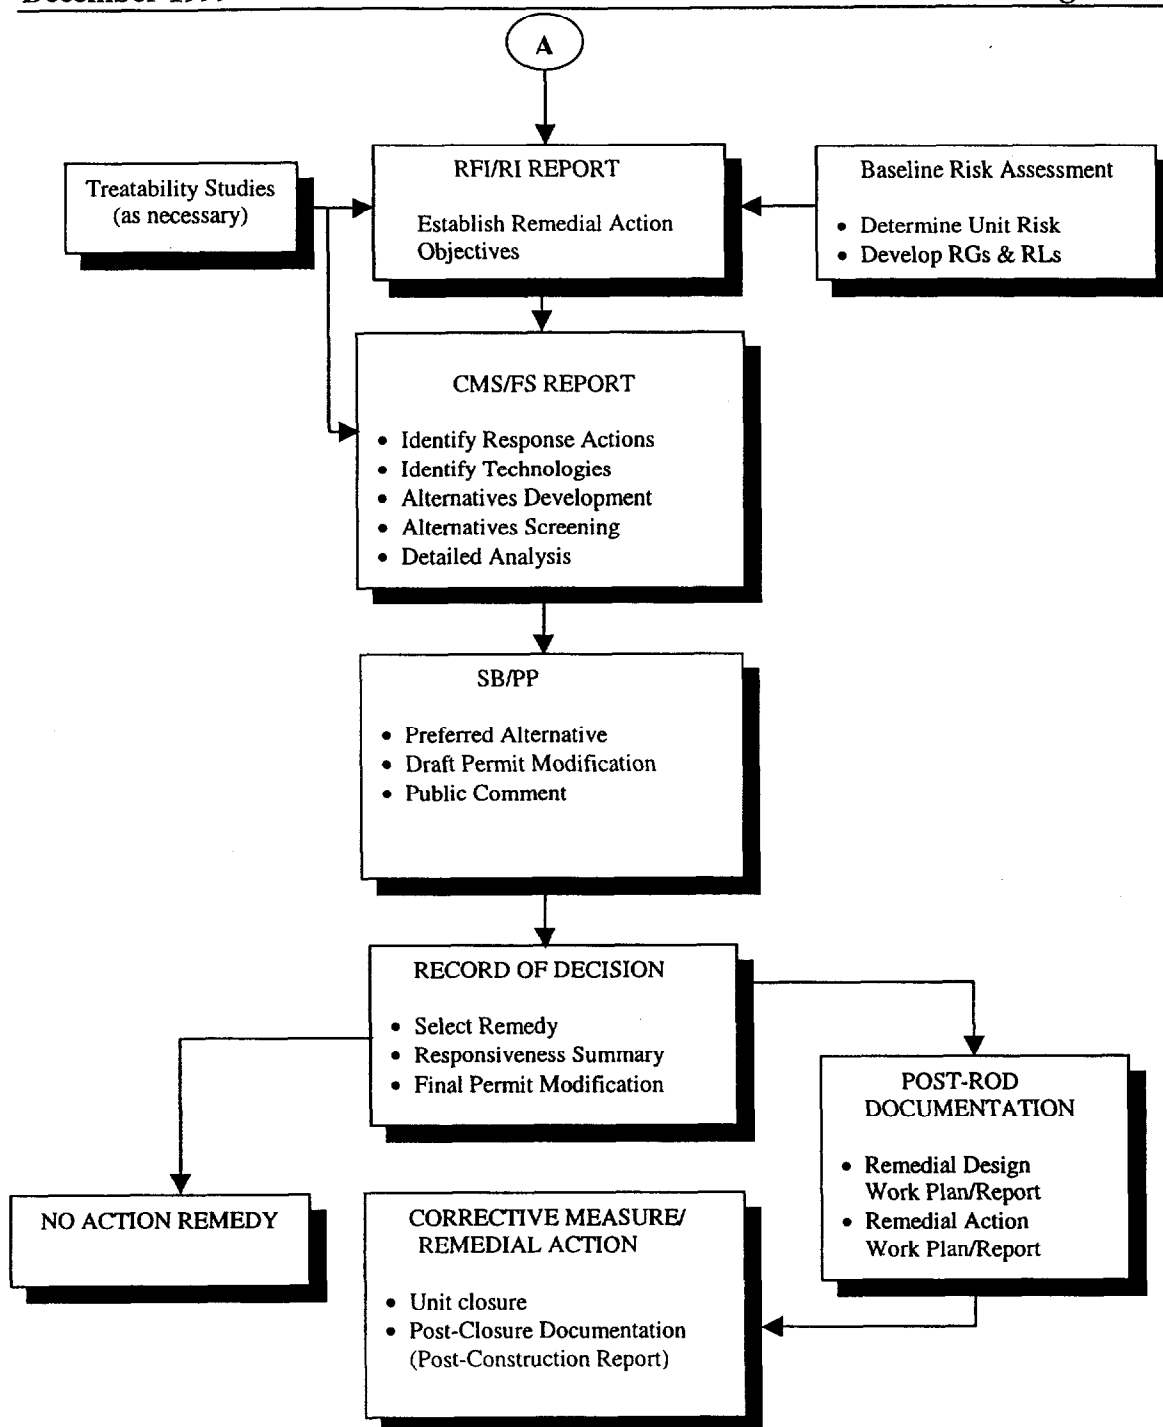 A
Treatability Studies
(as necessary)
RFI/RI REPORT
Establish Remedial Action
Objectives
Baseline Risk Assessment
• Determine Unit Risk
• Develop RGs & RLs
CMS/FS REPORT
• Identify Response Actions
• Identify Technologies
• Alternatives Development
• Alternatives Screening
• Detailed Analysis
SB/PP
• Preferred Alternative
• Draft Permit Modification
• Public Comment
RECORD OF DECISION
• Select Remedy
• Responsiveness Summary
• Final Permit Modification
POST-ROD
DOCUMENTATION
• Remedial Design
Work Plan/Report
• Remedial Action
Work Plan/Report
NO ACTION REMEDY
CORRECTIVE MEASURE/
REMEDIAL ACTION
• Unit closure
• Post-Closure Documentation
(Post-Construction Report)